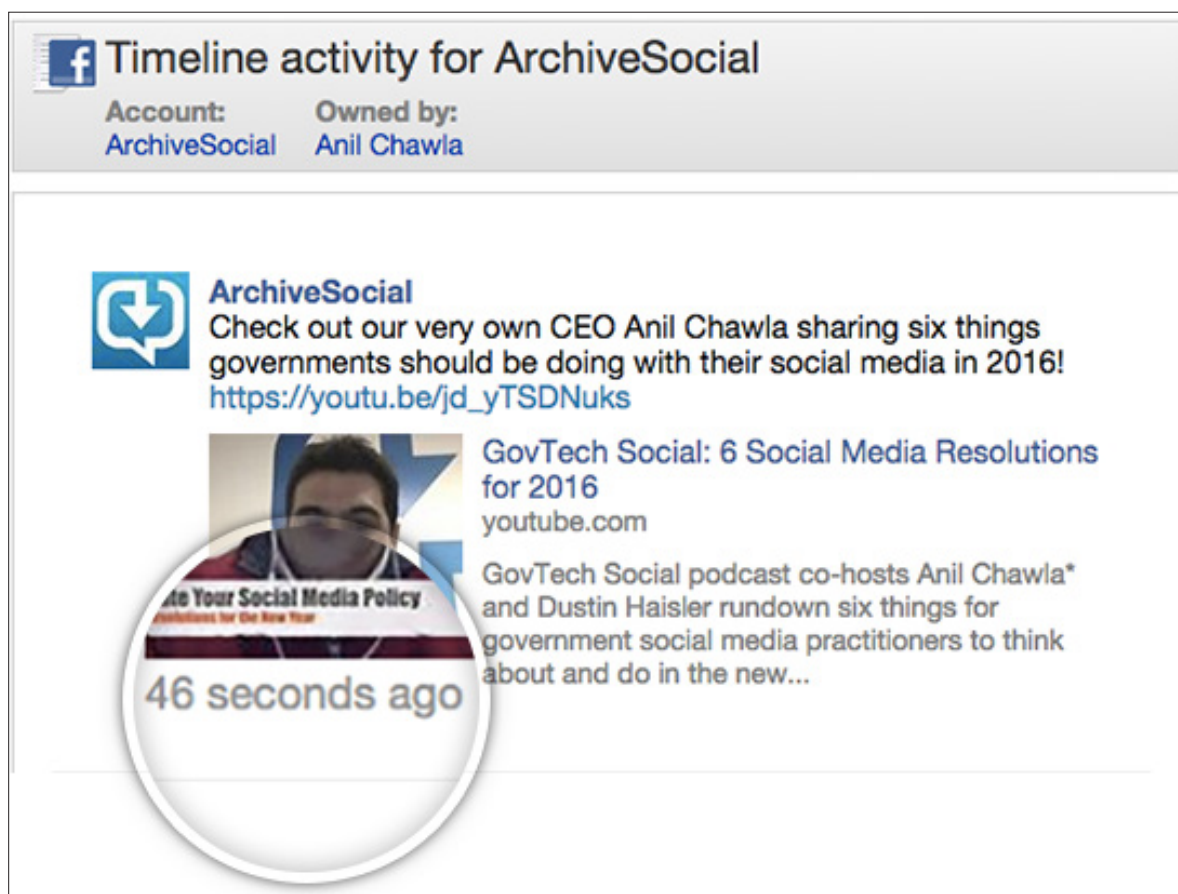 Timeline activity for ArchiveSocial
Account: Owned by:
ArchiveSocial Anil Chawla
ArchiveSocial
Check out our very own CEO Anil Chawla sharing six things
governments should be doing with their social media in 2016!
https://youtu.be/jd_yTSDNuks
GovTech Social: 6 Social Media Resolutions
for 2016
youtube.com
GovTech Social podcast co-hosts Anil Chawla*
and Dustin Haisler rundown six things for
government social media practitioners to think
about and do in the new...
Your Social Media Policy
for the New Year
46 seconds ago